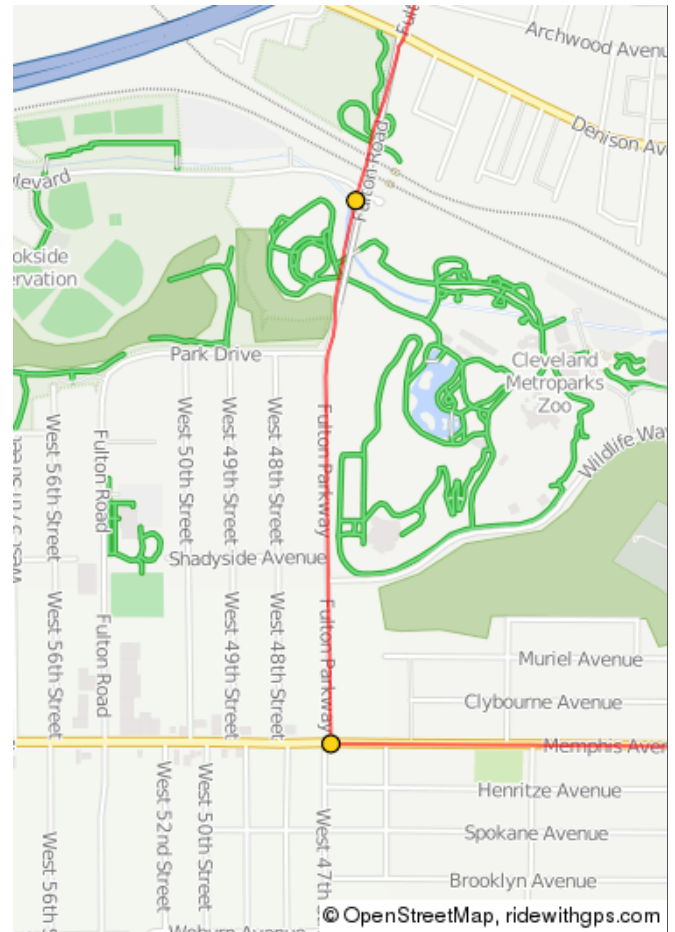 Archwood Avenu
Denison Av
Fulton Road
levard
okside
ervation
Park Drive
Cleveland
Metroparks
Zoo
Wildlife Way
West 56th Street
Fulton Road
West 50th Street
West 49th Street
West 48th Street
Fulton Parkway
Shadyside Avenue
West 56th Street
Fulton Road
West 49th Street
West 48th Street
Fulton Parkway
Muriel Avenue
Clybourne Avenue
Memphis Aven
West 52nd Street
West 50th Street
West 47th
Henritze Avenue
Spokane Avenue
West 56th
Brooklyn Avenue
© OpenStreetMap, ridewithgps.com